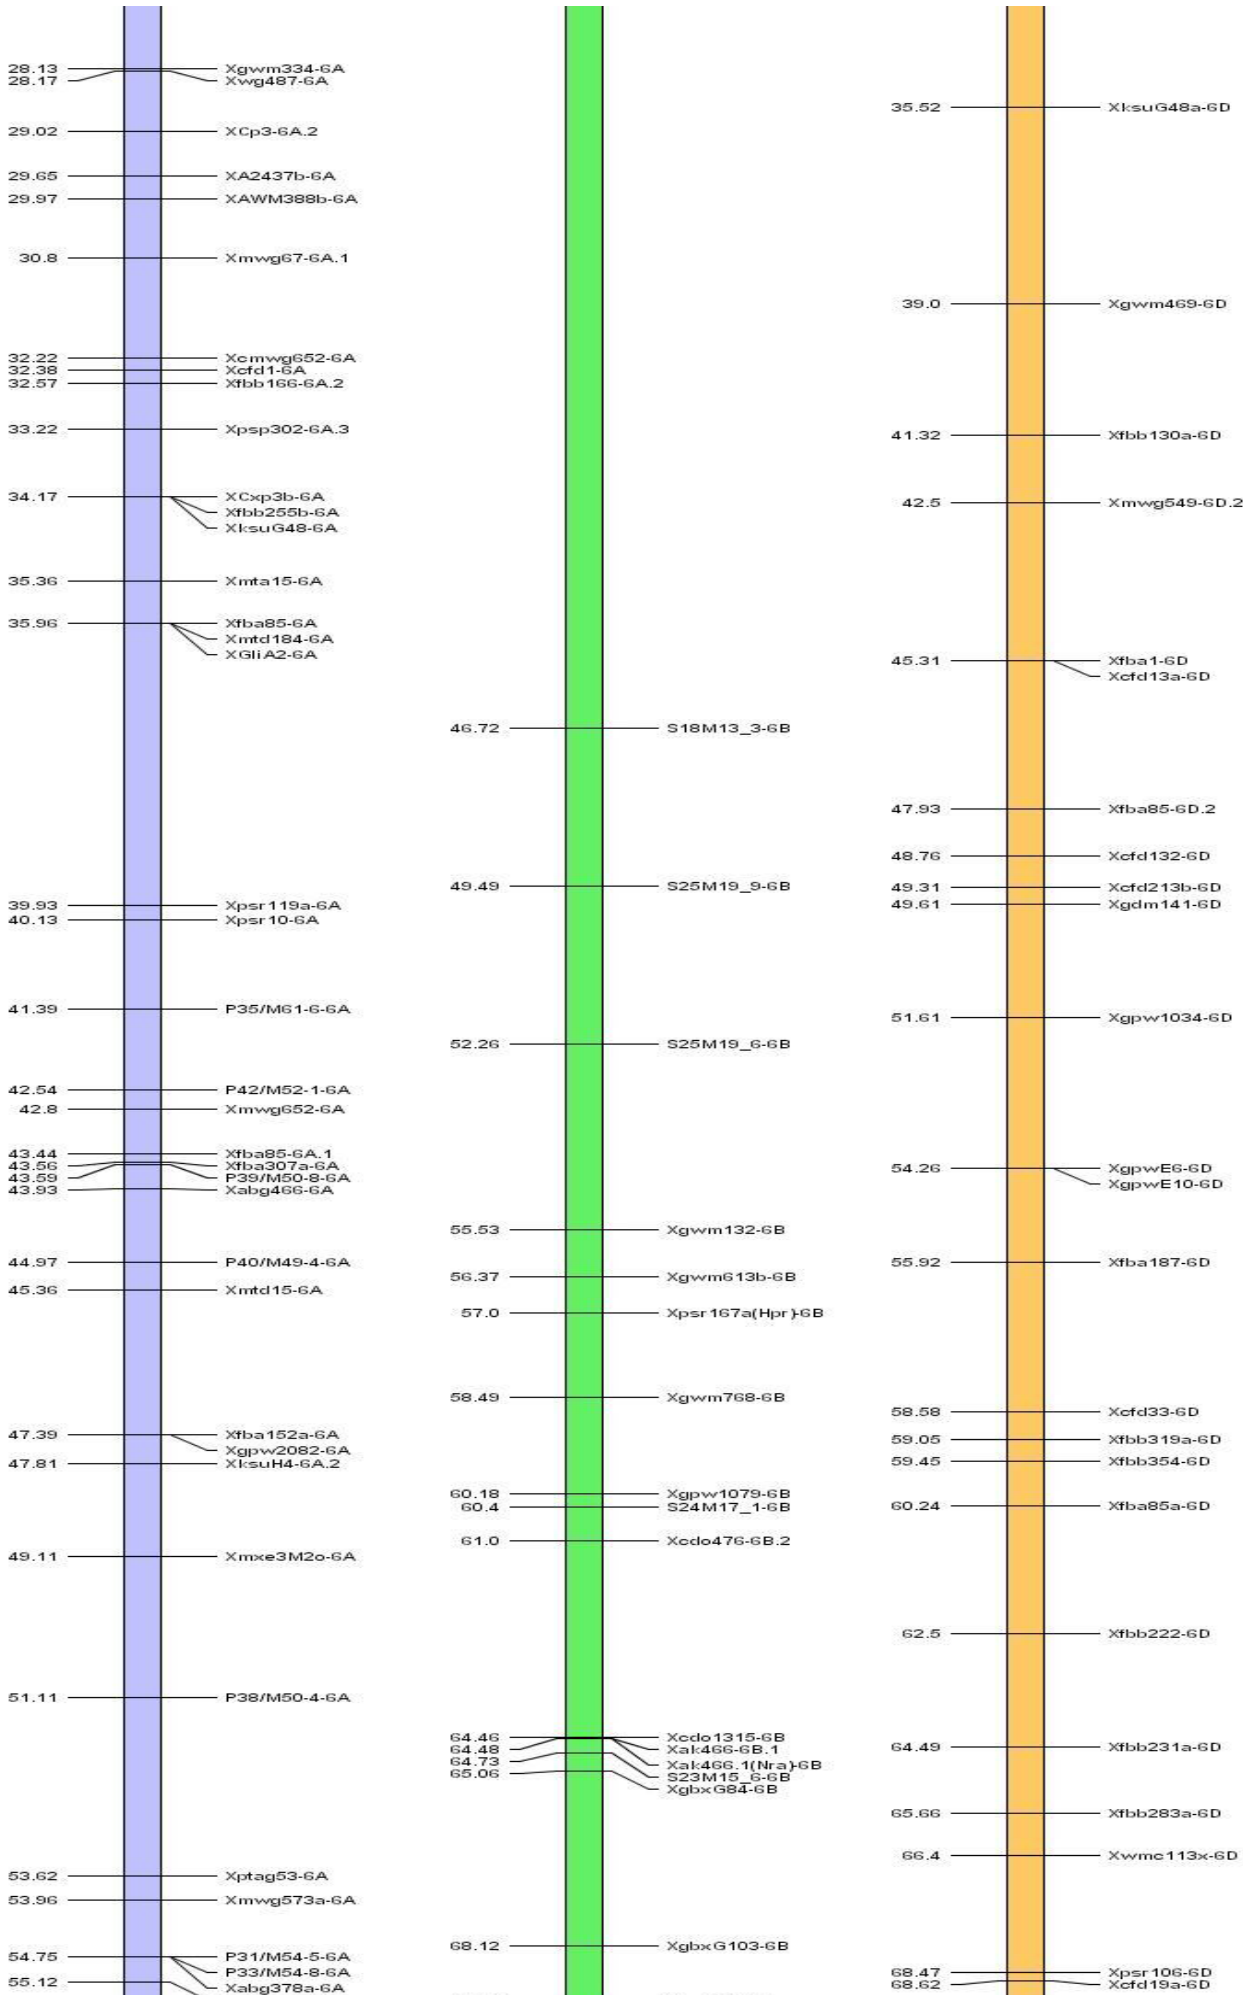 28.13 Xgwm334-6A
28.17 Xwg487-6A
29.02 XCp3-6A.2
29.65 XA2437b-6A
29.97 XAWM388b-6A
30.8 Xmwg67-6A.1
32.22 Xcmwg652-6A
32.38 Xcfd1-6A
32.57 Xfbb166-6A.2
33.22 Xpsp302-6A.3
34.17 XCxp3b-6A
Xfbb255b-6A
XksuG48-6A
35.36 Xmta15-6A
35.96 Xfba85-6A
Xmtd184-6A
XGliA2-6A
39.93 Xpsr119a-6A
40.13 Xpsr10-6A
41.39 P35/M61-6-6A
42.54 P42/M52-1-6A
42.8 Xmwg652-6A
43.44 Xfba85-6A.1
43.56 Xfba307a-6A
43.59 P39/M50-8-6A
43.93 Xabg466-6A
44.97 P40/M49-4-6A
45.36 Xmtd15-6A
47.39 Xfba152a-6A
Xgpw2082-6A
47.81 XksuH4-6A.2
49.11 Xmxe3M2o-6A
51.11 P38/M50-4-6A
53.62 Xptag53-6A
53.96 Xmwg573a-6A
54.75 P31/M54-5-6A
P33/M54-8-6A
55.12 Xabg378a-6A
46.72 S18M13_3-6B
49.49 S25M19_9-6B
52.26 S25M19_6-6B
55.53 Xgwm132-6B
56.37 Xgwm613b-6B
57.0 Xpsr167a(Hpr)-6B
58.49 Xgwm768-6B
60.18 Xgpw1079-6B
60.4 S24M17_1-6B
61.0 Xcdo476-6B.2
64.46 Xcdo1315-6B
64.48 Xak466-6B.1
Xak466.1(Nra)-6B
64.73 S23M15_6-6B
65.06 XgbxG84-6B
68.12 XgbxG103-6B
35.52 XksuG48a-6D
39.0 Xgwm469-6D
41.32 Xfbb130a-6D
42.5 Xmwg549-6D.2
45.31 Xfba1-6D
Xcfd13a-6D
47.93 Xfba85-6D.2
48.76 Xcfd132-6D
49.31 Xcfd213b-6D
49.61 Xgdm141-6D
51.61 Xgpw1034-6D
54.26 XgpwE6-6D
XgpwE10-6D
55.92 Xfba187-6D
58.58 Xcfd33-6D
59.05 Xfbb319a-6D
59.45 Xfbb354-6D
60.24 Xfba85a-6D
62.5 Xfbb222-6D
64.49 Xfbb231a-6D
65.66 Xfbb283a-6D
66.4 Xwmc113x-6D
68.47 Xpsr106-6D
68.62 Xcfd19a-6D